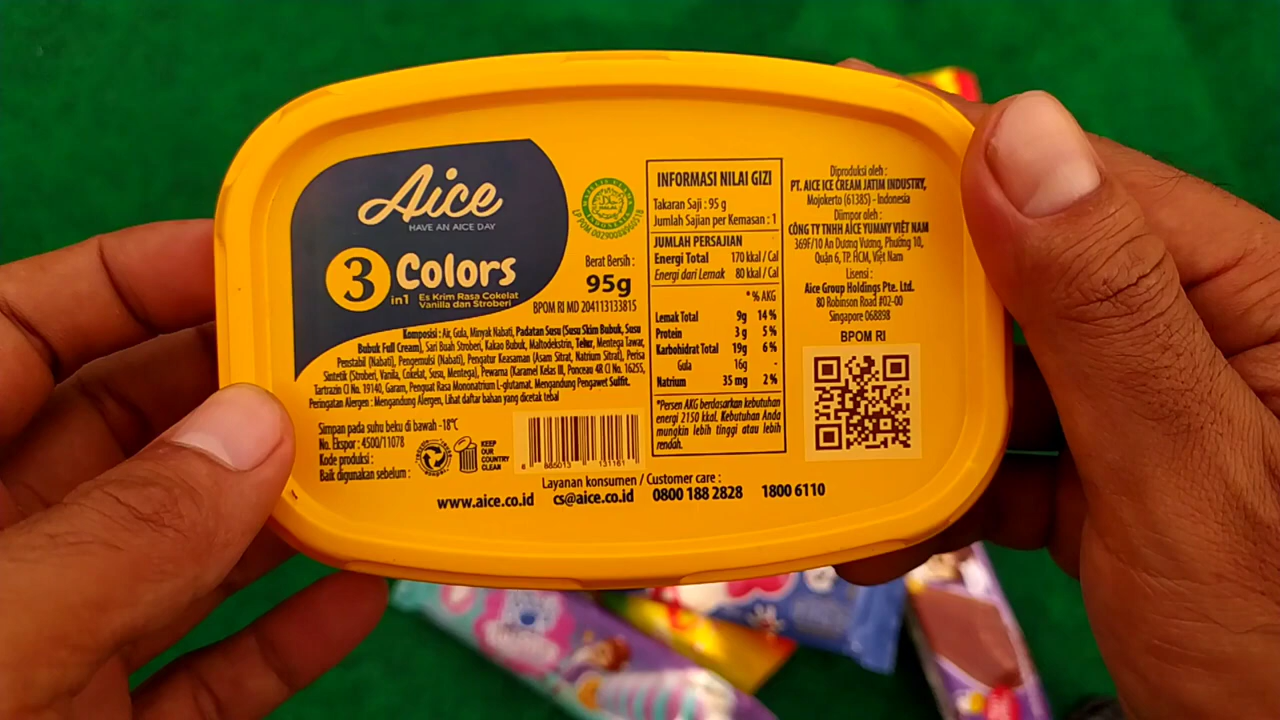 Aice
HAVE AN AICE DAY
3 in1 Colors
Es Krim Rasa Cokelat
Vanilla dan Stroberi
Berat Bersih :
95g
BPOM RI MD 204113133815
Komposisi : Air, Gula, Minyak Nabati, Padatan Susu (Susu Skim Bubuk, Susu
Bubuk Full Cream), Sari Buah Stroberi, Kakao Bubuk, Maltodekstrin, Telur, Mentega Tawar,
Penstabil (Nabati), Pengemulsi (Nabati), Pengatur Keasaman (Asam Sitrat, Natrium Sitrat), Perisa
Sintetik (Stroberi, Vanila, Cokelat, Susu, Mentega), Pewarna (Karamel Kelas III, Ponceau 4R CI No. 16255,
Tartrazin CI No. 19140, Garam, Penguat Rasa Mononatrium L-glutamat. Mengandung Pengawet Sulfit.
Peringatan Alergen : Mengandung Alergen, Lihat daftar bahan yang dicetak tebal
Simpan pada suhu beku di bawah -18°C
No. Ekspor : 4500/11078
Kode produksi :
Baik digunakan sebelum :
KEEP
OUR
COUNTRY
CLEAN
8 885013 131161
INFORMASI NILAI GIZI
Takaran Saji : 95 g
Jumlah Sajian per Kemasan : 1
JUMLAH PERSAJIAN
Energi Total 170 kkal / Cal
Energi dari Lemak 80 kkal / Cal
*% AKG
Lemak Total 9g 14 %
Protein 3 g 5 %
Karbohidrat Total 19g 6 %
Gula 16g -
Natrium 35 mg 2 %
*Persen AKG berdasarkan kebutuhan
energi 2150 kkal. Kebutuhan Anda
mungkin lebih tinggi atau lebih
rendah.
Diproduksi oleh :
PT. AICE ICE CREAM JATIM INDUSTRY,
Mojokerto (61385) - Indonesia
Diimpor oleh :
CÔNG TY TNHH AICE YUMMY VIỆT NAM
369F/10 An Dương Vương, Phường 10,
Quận 6, TP. HCM, Việt Nam
Lisensi :
Aice Group Holdings Pte. Ltd.
80 Robinson Road #02-00
Singapore 068898
BPOM RI
Layanan konsumen / Customer care :
www.aice.co.id cs@aice.co.id 0800 188 2828 1800 6110